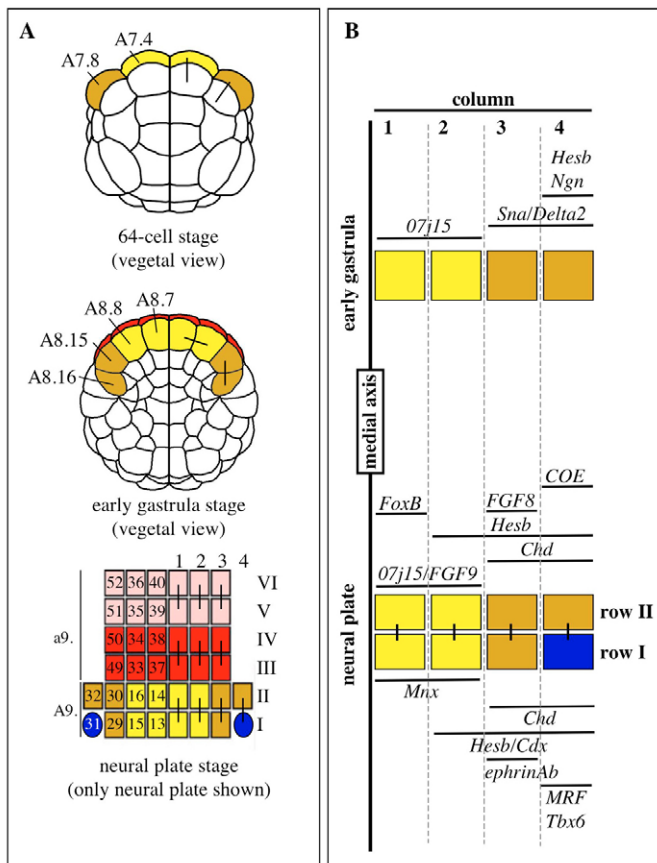 A
A7.4
A7.8
64-cell stage
(vegetal view)
A8.7
A8.8
A8.15
A8.16
early gastrula stage
(vegetal view)
1 2 3 4
52 36 40 VI
51 35 39 V
a9.
50 34 38 IV
49 33 37 III
32 30 16 14 II
A9.
31 29 15 13 I
neural plate stage
(only neural plate shown)
B
column
1 2 3 4
Hesb
Ngn
Sna/Delta2
07j15
early gastrula
medial axis
COE
FoxB FGF8
Hesb
Chd
07j15/FGF9
neural plate
row II
row I
Mnx
Chd
Hesb/Cdx
ephrinAb
MRF
Tbx6